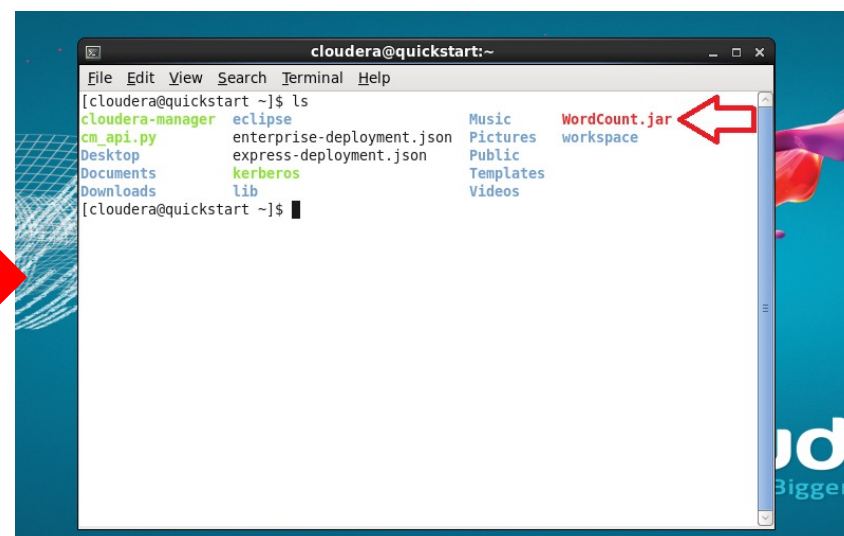 cloudera@quickstart:~
File Edit View Search Terminal Help
[cloudera@quickstart ~]$ ls
cloudera-manager eclipse Music WordCount.jar
cm_api.py enterprise-deployment.json Pictures workspace
Desktop express-deployment.json Public
Documents kerberos Templates
Downloads lib Videos
[cloudera@quickstart ~]$